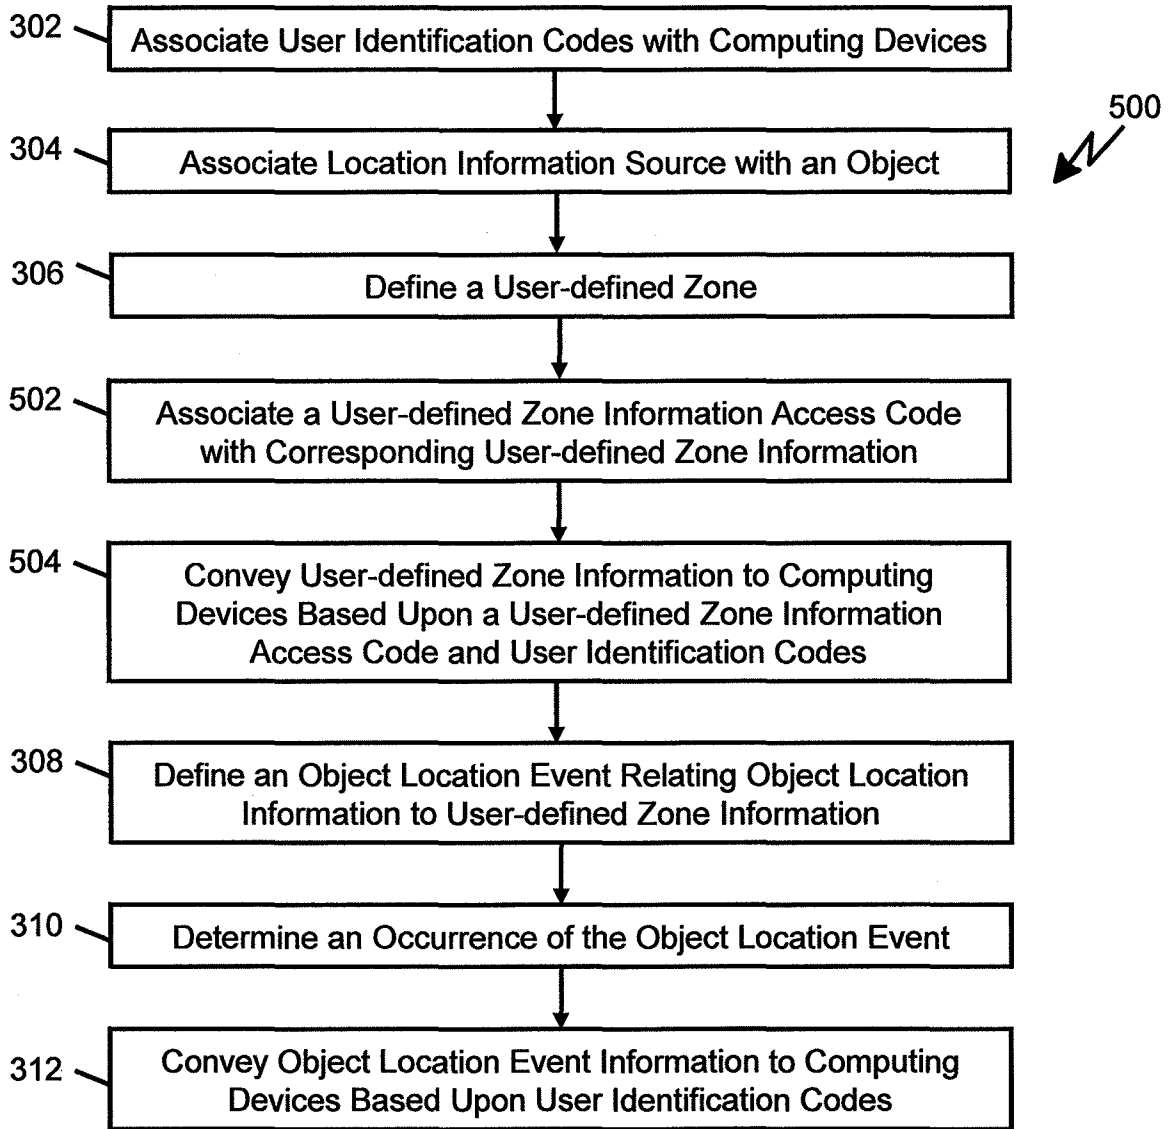 302
Associate User Identification Codes with Computing Devices
500
304
Associate Location Information Source with an Object
306
Define a User-defined Zone
502
Associate a User-defined Zone Information Access Code
with Corresponding User-defined Zone Information
504
Convey User-defined Zone Information to Computing
Devices Based Upon a User-defined Zone Information
Access Code and User Identification Codes
308
Define an Object Location Event Relating Object Location
Information to User-defined Zone Information
310
Determine an Occurrence of the Object Location Event
312
Convey Object Location Event Information to Computing
Devices Based Upon User Identification Codes